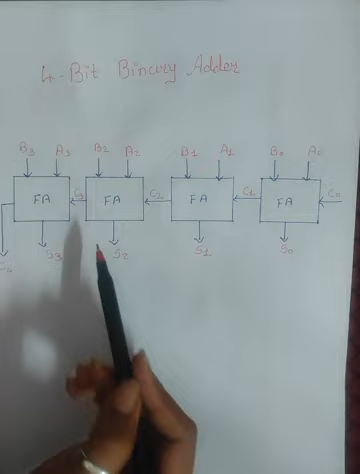 4-Bit Binary Adder
B3 A3 B2 A2 B1 A1 B0 A0
FA C3 FA C2 FA C1 FA C0
S3 S2 S1 S0